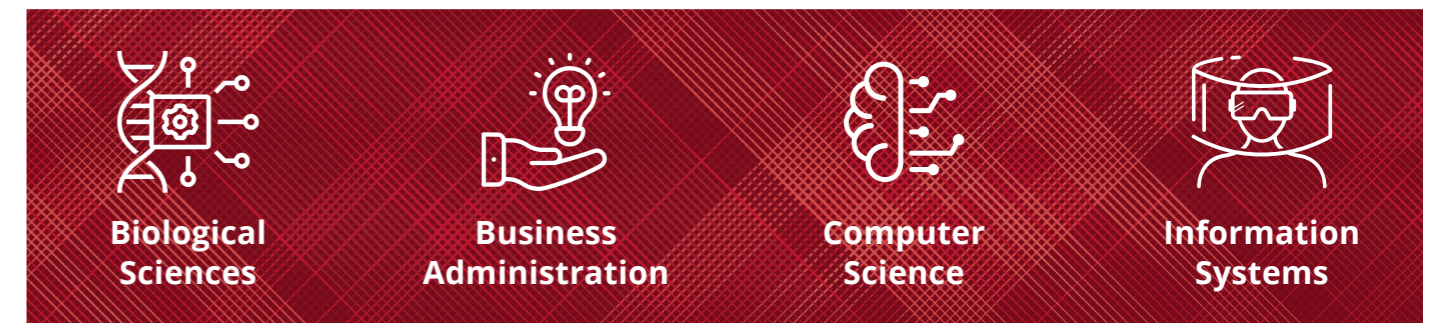 Biological
Sciences
Business
Administration
Computer
Science
Information
Systems